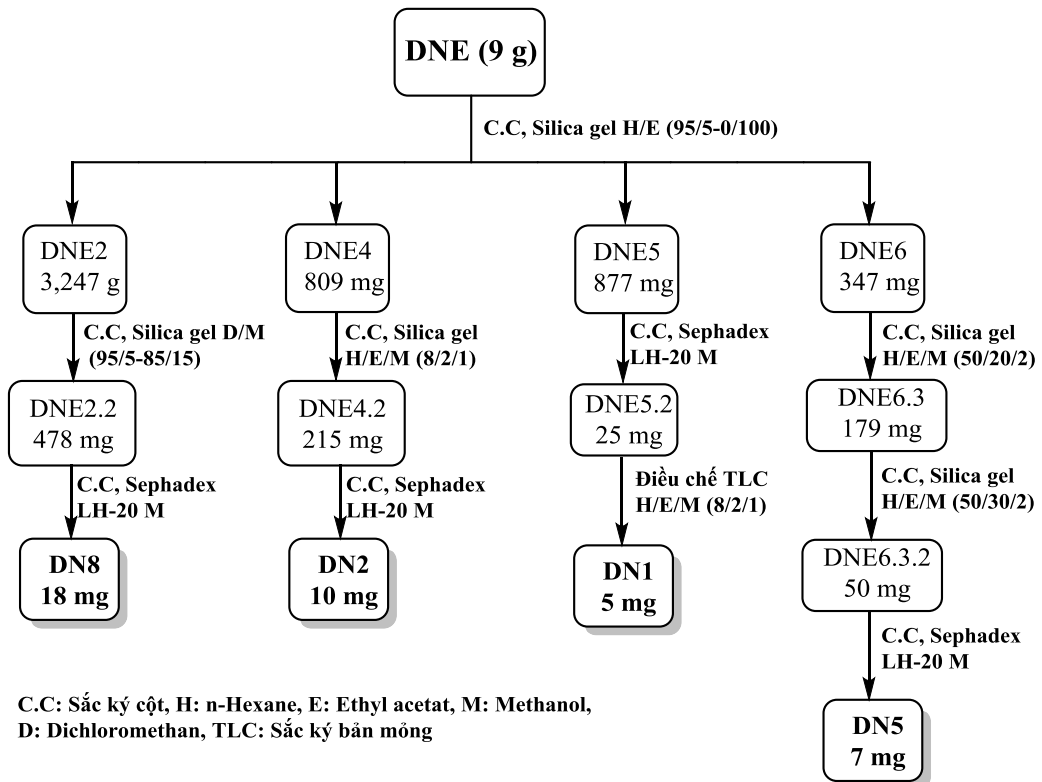 DNE (9 g)
C.C, Silica gel H/E (95/5-0/100)
DNE2
3,247 g
DNE4
809 mg
DNE5
877 mg
DNE6
347 mg
C.C, Silica gel D/M
(95/5-85/15)
C.C, Silica gel
H/E/M (8/2/1)
C.C, Sephadex
LH-20 M
C.C, Silica gel
H/E/M (50/20/2)
DNE2.2
478 mg
DNE4.2
215 mg
DNE5.2
25 mg
DNE6.3
179 mg
C.C, Sephadex
LH-20 M
C.C, Sephadex
LH-20 M
Điều chế TLC
H/E/M (8/2/1)
C.C, Silica gel
H/E/M (50/30/2)
DN8
18 mg
DN2
10 mg
DN1
5 mg
DNE6.3.2
50 mg
C.C, Sephadex
LH-20 M
DN5
7 mg
C.C: Sắc ký cột, H: n-Hexane, E: Ethyl acetat, M: Methanol,
D: Dichloromethan, TLC: Sắc ký bản mỏng